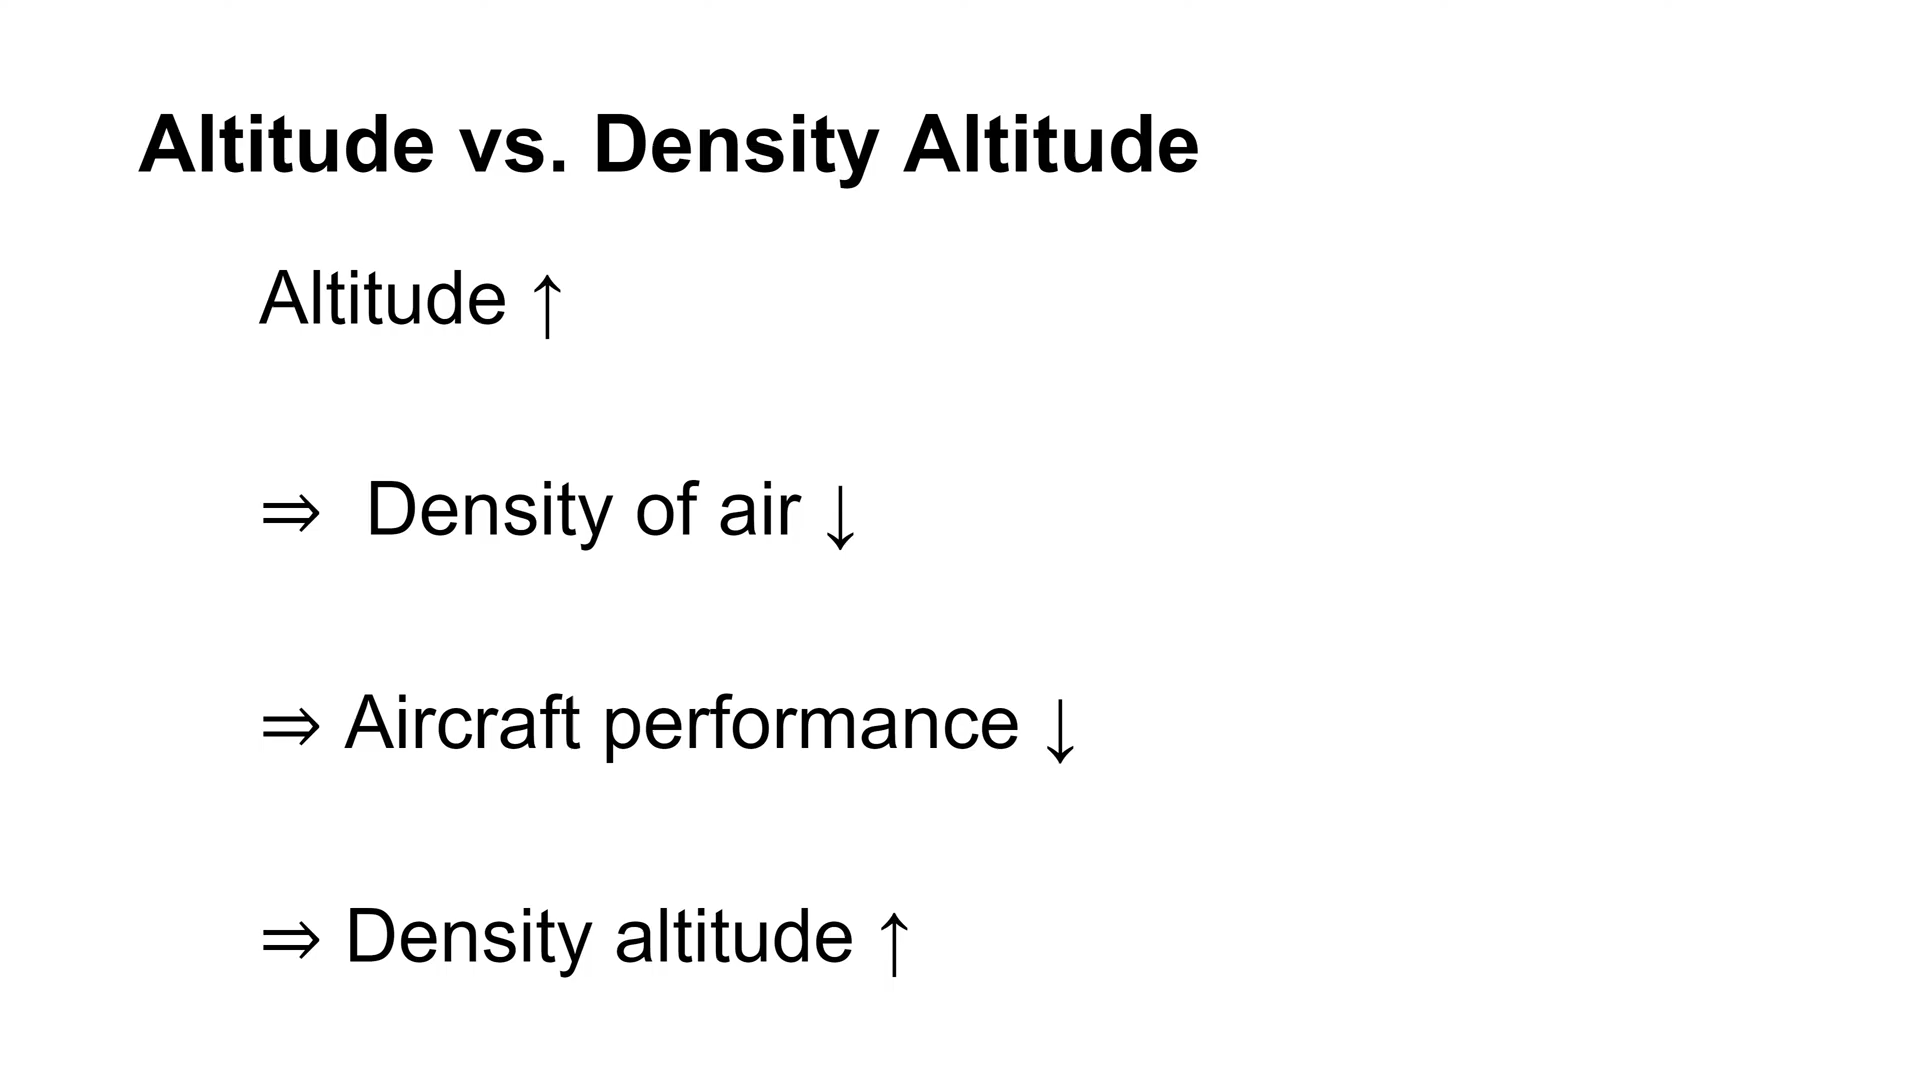 Altitude vs. Density Altitude
Altitude ↑
⇒ Density of air ↓
⇒ Aircraft performance ↓
⇒ Density altitude ↑